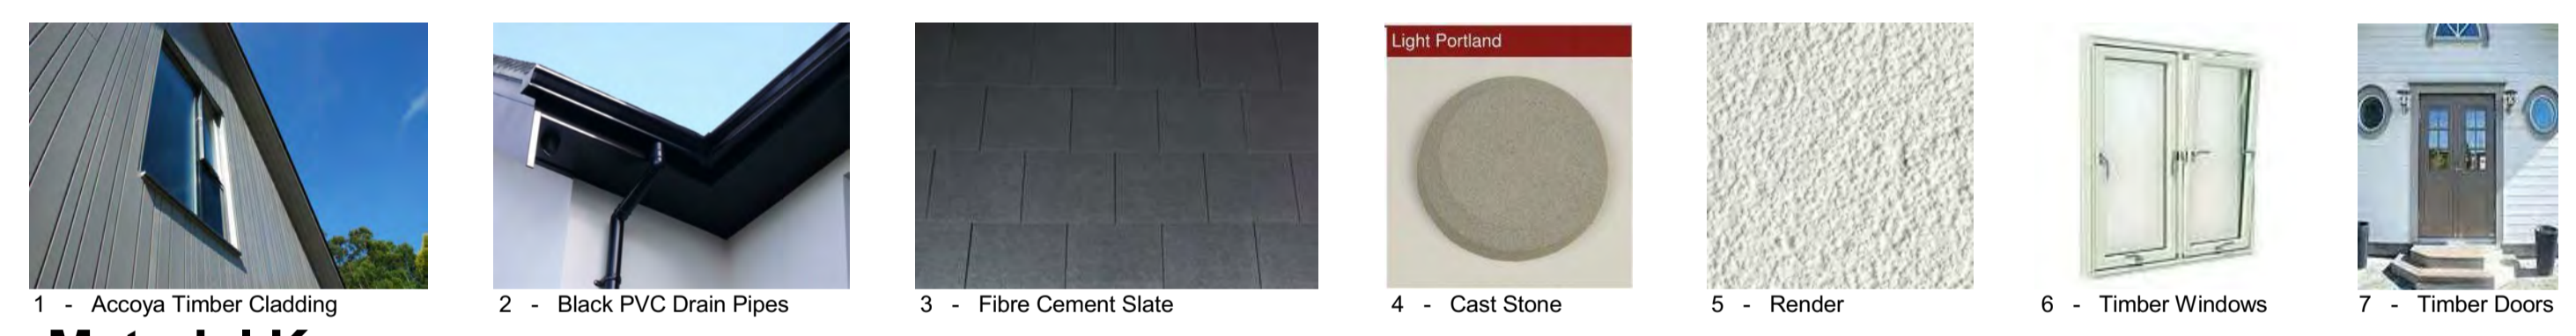 Light Portland
1 - Accoya Timber Cladding
2 - Black PVC Drain Pipes
3 - Fibre Cement Slate
4 - Cast Stone
5 - Render
6 - Timber Windows
7 - Timber Doors